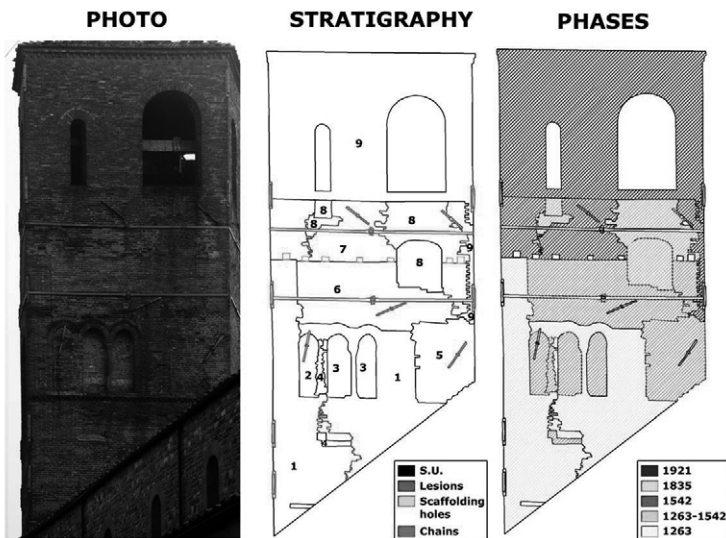 PHOTO
STRATIGRAPHY
PHASES
9
8
8
8
7
9
8
6
9
5
2
4
3
3
1
1
S.U.
Lesions
Scaffolding
holes
Chains
1921
1835
1542
1263-1542
1263